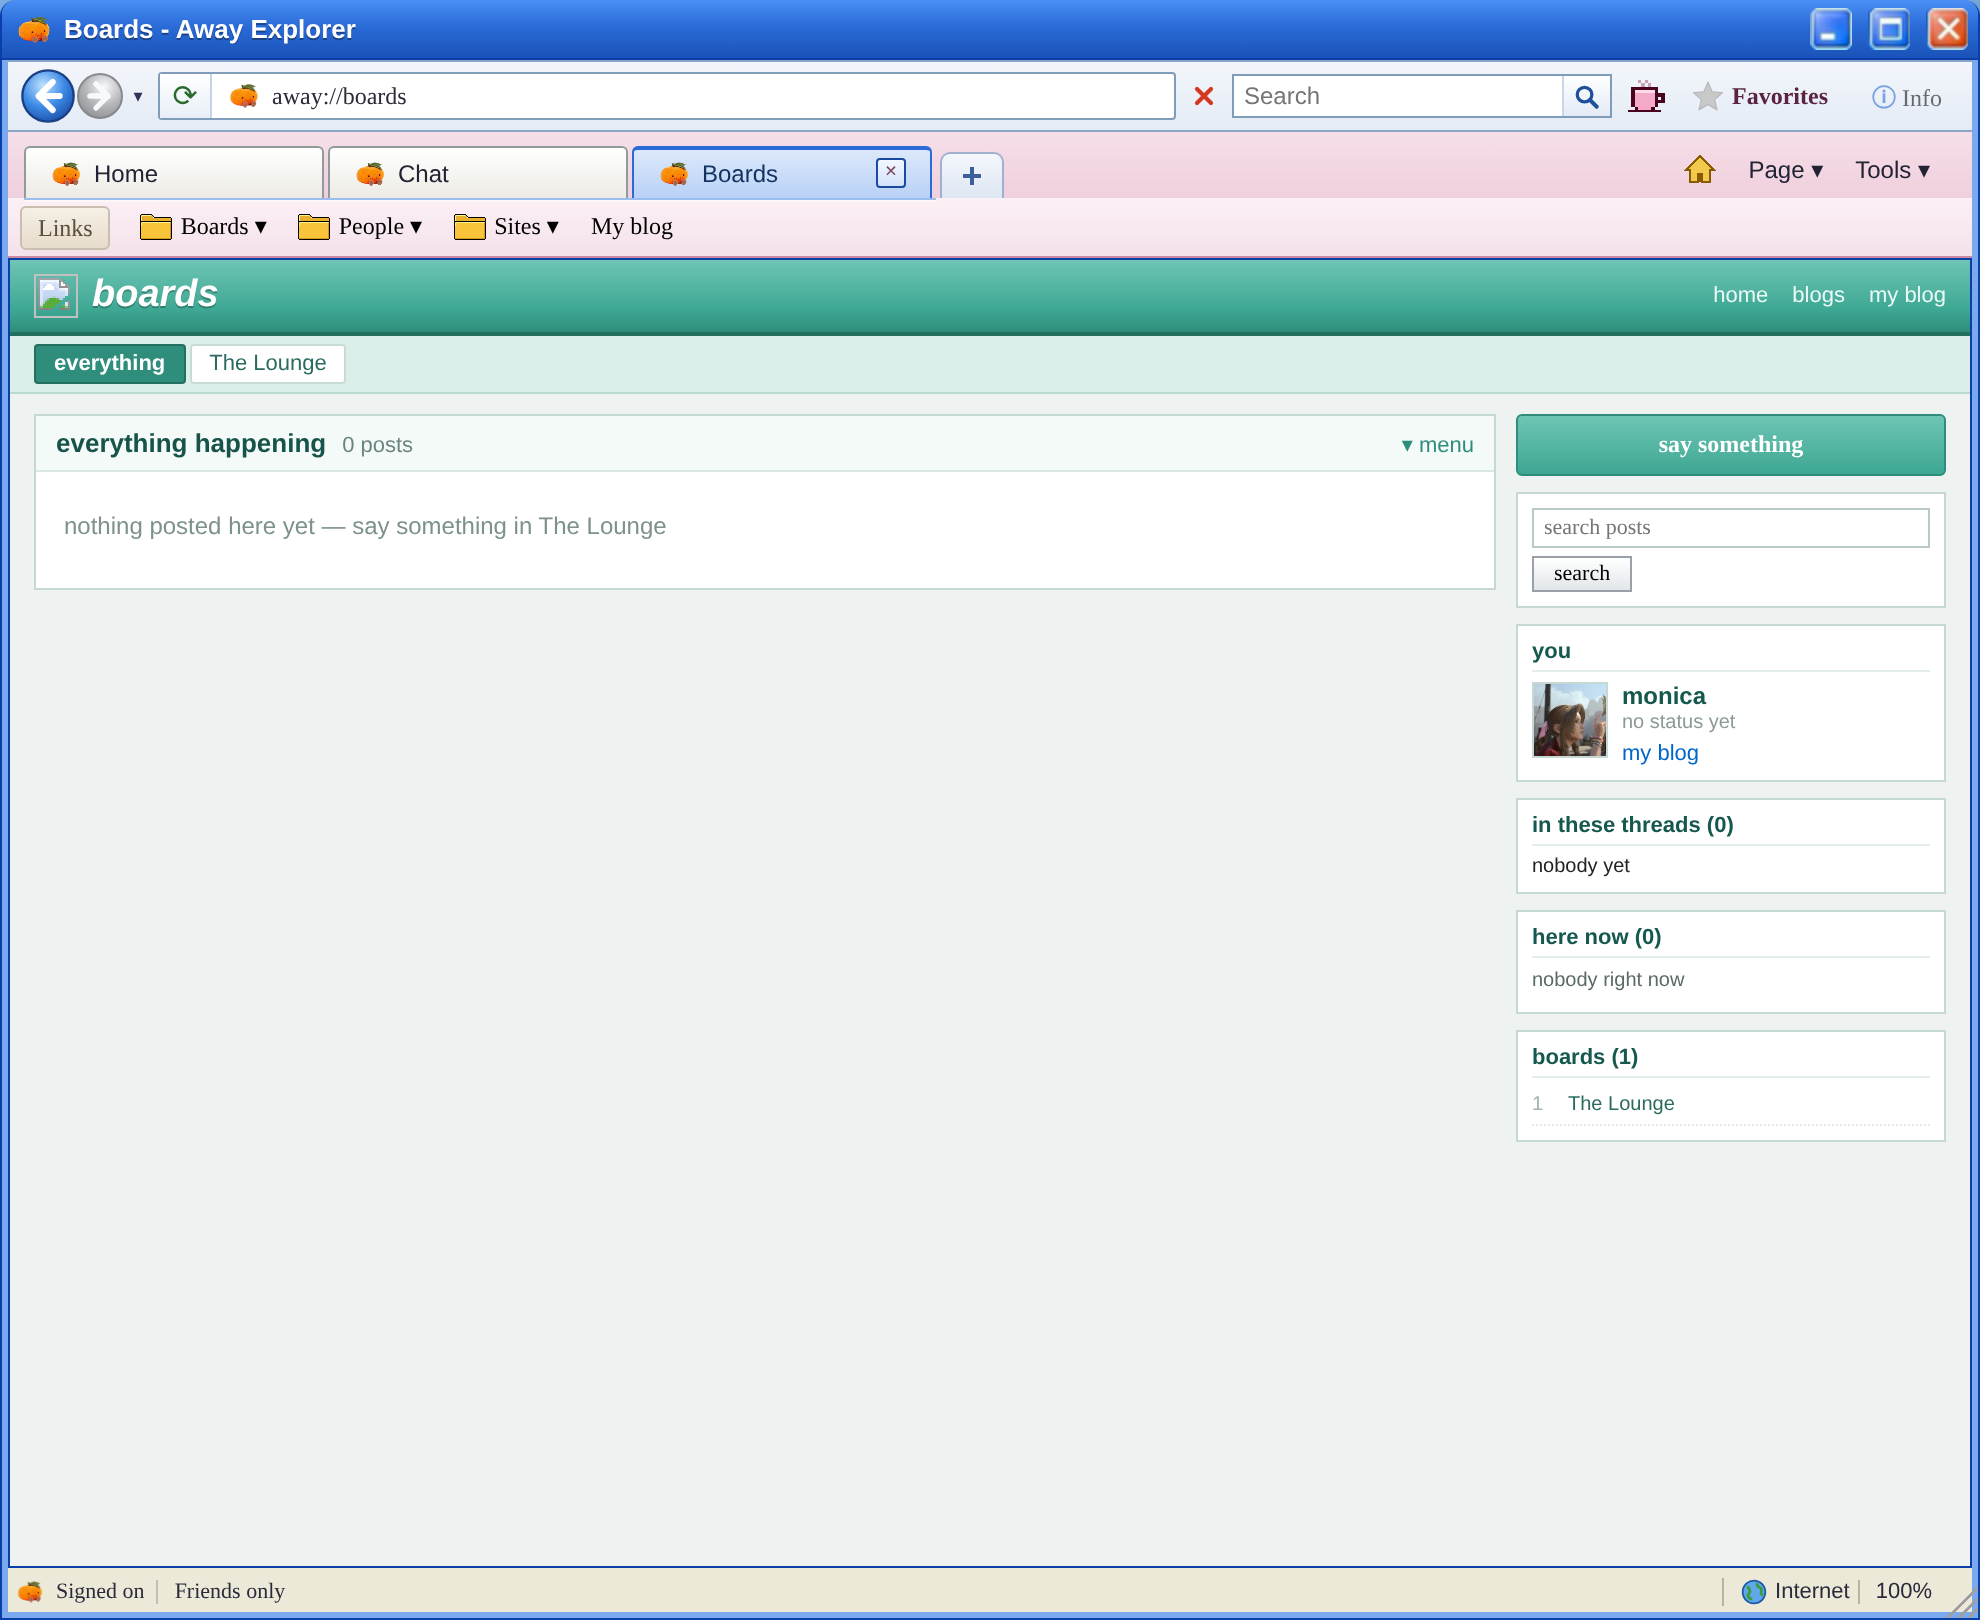 Boards - Away Explorer
away://boards
Search
Favorites
Info
Home
Chat
Boards
Page ▾
Tools ▾
Links
Boards ▾
People ▾
Sites ▾
My blog
boards
home blogs my blog
everything
The Lounge
everything happening 0 posts
▾ menu
nothing posted here yet — say something in The Lounge
say something
search posts
search
you
monica
no status yet
my blog
in these threads (0)
nobody yet
here now (0)
nobody right now
boards (1)
1 The Lounge
Signed on
Friends only
Internet
100%